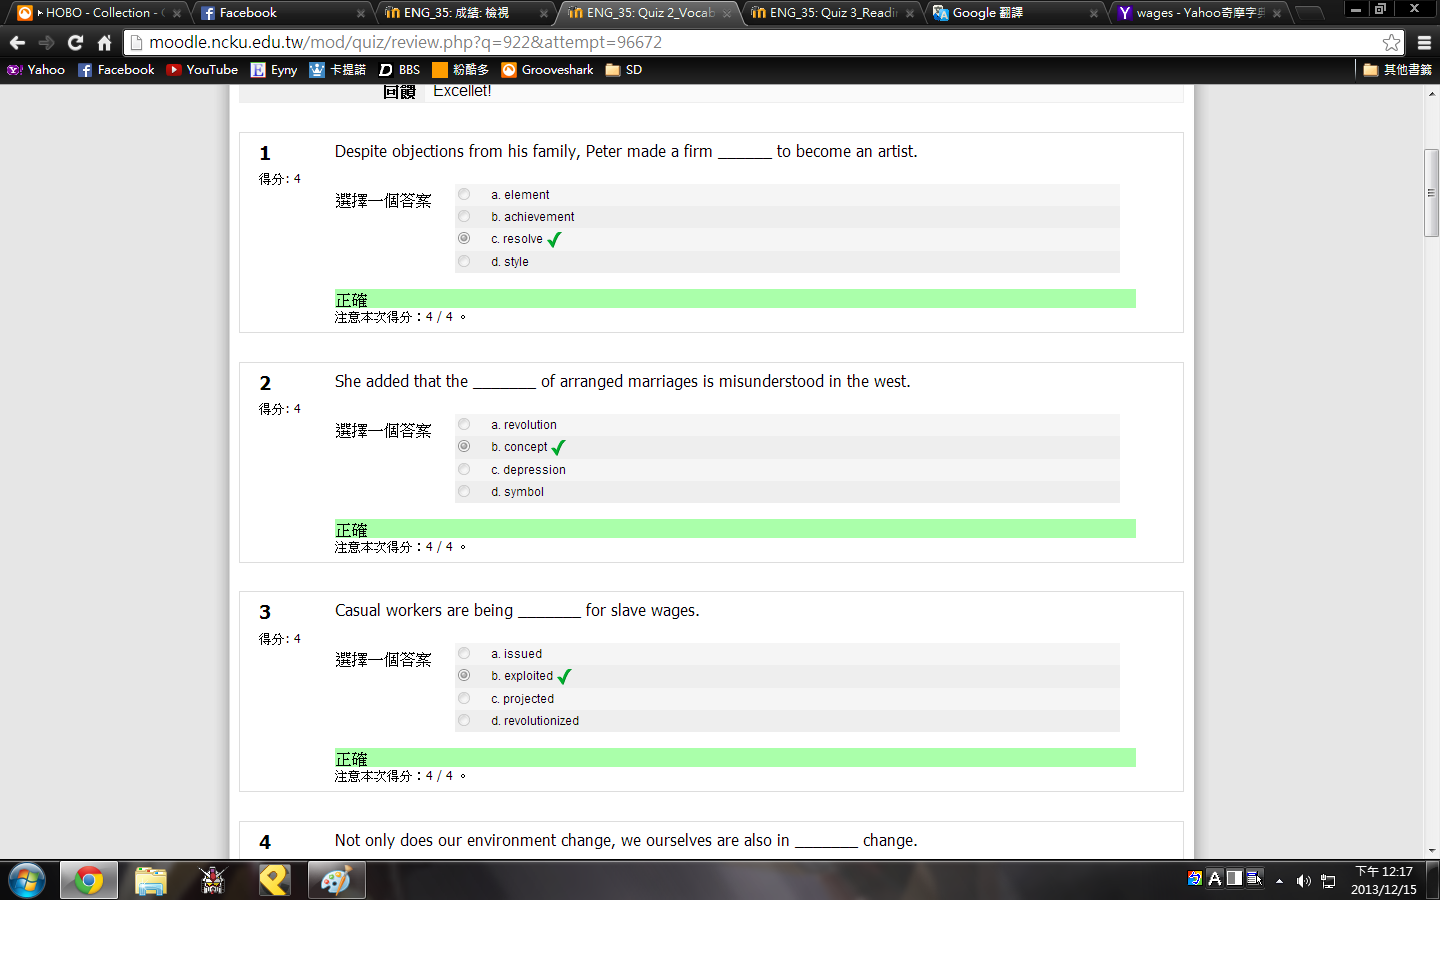 HOBO - Collection - G
Facebook
ENG_35: 成績: 檢視
ENG_35: Quiz 2_Vocab
ENG_35: Quiz 3_Readi
Google 翻譯
wages - Yahoo奇摩字典
moodle.ncku.edu.tw/mod/quiz/review.php?q=922&attempt=96672
Yahoo
Facebook
YouTube
Eyny
卡提諾
BBS
粉酷多
Grooveshark
SD
其他書籤
回饋 Excellet!
1 Despite objections from his family, Peter made a firm ______ to become an artist.
得分: 4
選擇一個答案
a. element
b. achievement
c. resolve
d. style
正確
注意本次得分：4 / 4 。
2 She added that the _______ of arranged marriages is misunderstood in the west.
得分: 4
選擇一個答案
a. revolution
b. concept
c. depression
d. symbol
正確
注意本次得分：4 / 4 。
3 Casual workers are being _______ for slave wages.
得分: 4
選擇一個答案
a. issued
b. exploited
c. projected
d. revolutionized
正確
注意本次得分：4 / 4 。
4 Not only does our environment change, we ourselves are also in _______ change.
下午 12:17
2013/12/15